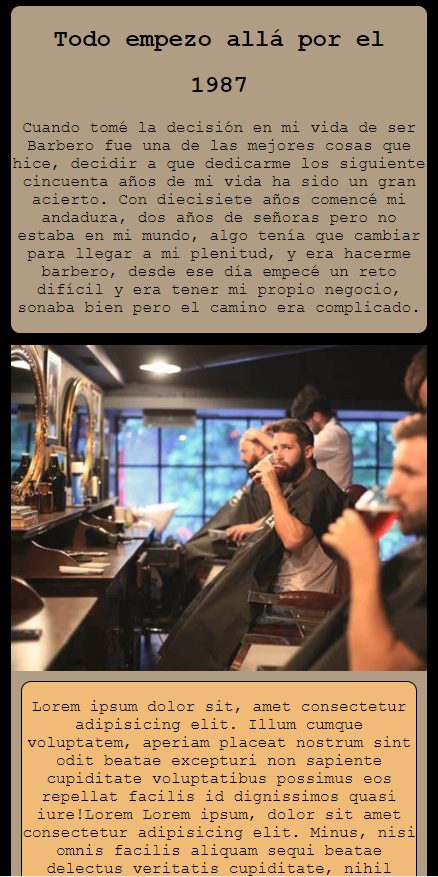 Todo empezo allá por el
1987
Cuando tomé la decisión en mi vida de ser
Barbero fue una de las mejores cosas que
hice, decidir a que dedicarme los siguiente
cincuenta años de mi vida ha sido un gran
acierto. Con diecisiete años comencé mi
andadura, dos años de señoras pero no
estaba en mi mundo, algo tenía que cambiar
para llegar a mi plenitud, y era hacerme
barbero, desde ese día empecé un reto
difícil y era tener mi propio negocio,
sonaba bien pero el camino era complicado.
Lorem ipsum dolor sit, amet consectetur
adipisicing elit. Illum cumque
voluptatem, aperiam placeat nostrum sint
odit beatae excepturi non sapiente
cupiditate voluptatibus possimus eos
repellat facilis id dignissimos quasi
iure!Lorem Lorem ipsum, dolor sit amet
consectetur adipisicing elit. Minus, nisi
omnis facilis aliquam sequi beatae
delectus veritatis cupiditate, nihil